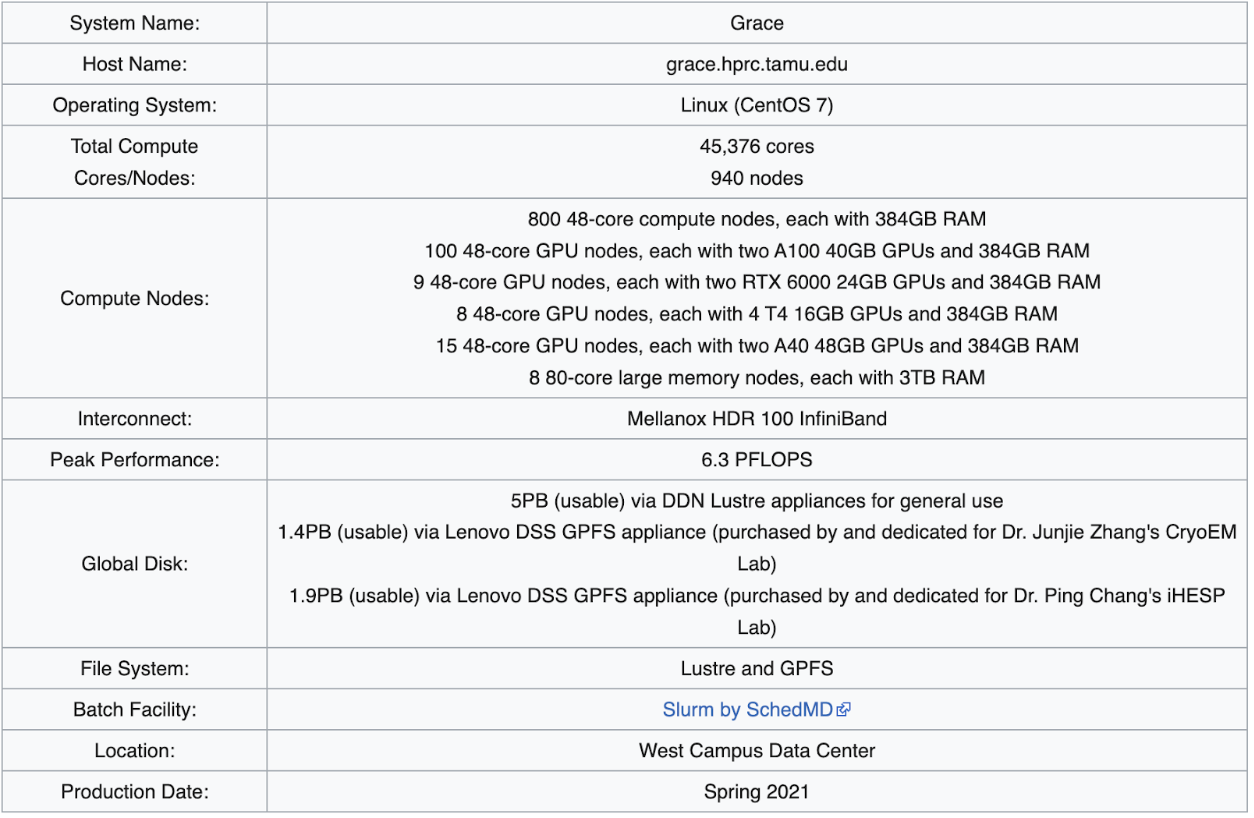 System Name:
Grace
Host Name:
grace.hprc.tamu.edu
Operating System:
Linux (CentOS 7)
Total Compute
Cores/Nodes:
45,376 cores
940 nodes
Compute Nodes:
800 48-core compute nodes, each with 384GB RAM
100 48-core GPU nodes, each with two A100 40GB GPUs and 384GB RAM
9 48-core GPU nodes, each with two RTX 6000 24GB GPUs and 384GB RAM
8 48-core GPU nodes, each with 4 T4 16GB GPUs and 384GB RAM
15 48-core GPU nodes, each with two A40 48GB GPUs and 384GB RAM
8 80-core large memory nodes, each with 3TB RAM
Interconnect:
Mellanox HDR 100 InfiniBand
Peak Performance:
6.3 PFLOPS
Global Disk:
5PB (usable) via DDN Lustre appliances for general use
1.4PB (usable) via Lenovo DSS GPFS appliance (purchased by and dedicated for Dr. Junjie Zhang's CryoEM
Lab)
1.9PB (usable) via Lenovo DSS GPFS appliance (purchased by and dedicated for Dr. Ping Chang's iHESP
Lab)
File System:
Lustre and GPFS
Batch Facility:
Slurm by SchedMD
Location:
West Campus Data Center
Production Date:
Spring 2021